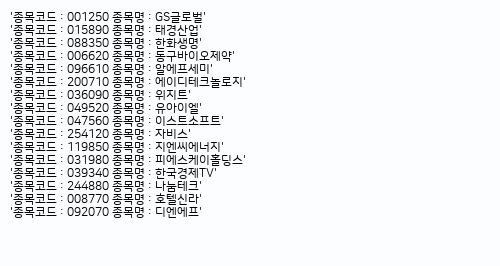 '종목코드 : 001250 종목명 : GS글로벌'
'종목코드 : 015890 종목명 : 태경산업'
'종목코드 : 088350 종목명 : 한화생명'
'종목코드 : 006620 종목명 : 동구바이오제약'
'종목코드 : 096610 종목명 : 알에프세미'
'종목코드 : 200710 종목명 : 에이디테크놀로지'
'종목코드 : 036090 종목명 : 위지트'
'종목코드 : 049520 종목명 : 유아이엘'
'종목코드 : 047560 종목명 : 이스트소프트'
'종목코드 : 254120 종목명 : 자비스'
'종목코드 : 119850 종목명 : 지엔씨에너지'
'종목코드 : 031980 종목명 : 피에스케이홀딩스'
'종목코드 : 039340 종목명 : 한국경제TV'
'종목코드 : 244880 종목명 : 나눔테크'
'종목코드 : 008770 종목명 : 호텔신라'
'종목코드 : 092070 종목명 : 디엔에프'